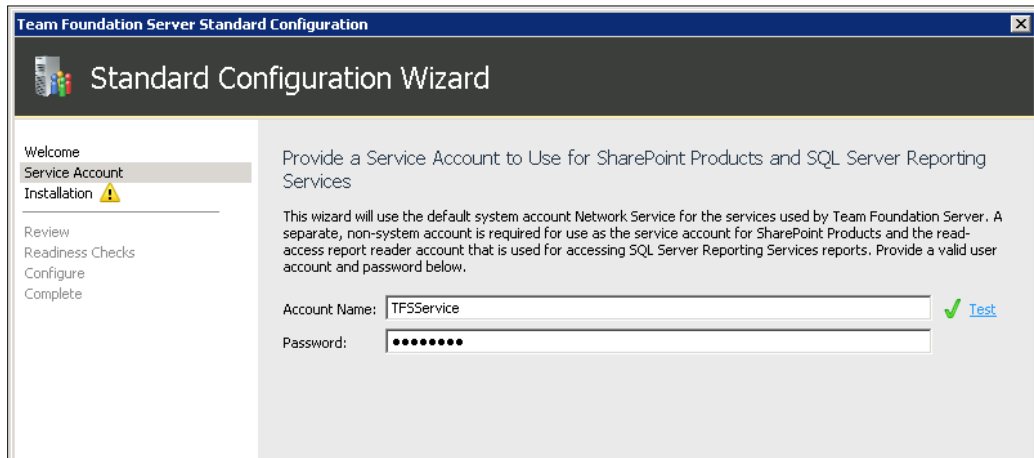 Team Foundation Server Standard Configuration
Standard Configuration Wizard
Welcome
Service Account
Installation
Review
Readiness Checks
Configure
Complete
Provide a Service Account to Use for SharePoint Products and SQL Server Reporting
Services
This wizard will use the default system account Network Service for the services used by Team Foundation Server. A
separate, non-system account is required for use as the service account for SharePoint Products and the read-
access report reader account that is used for accessing SQL Server Reporting Services reports. Provide a valid user
account and password below.
Account Name: TFSService Test
Password: ●●●●●●●●